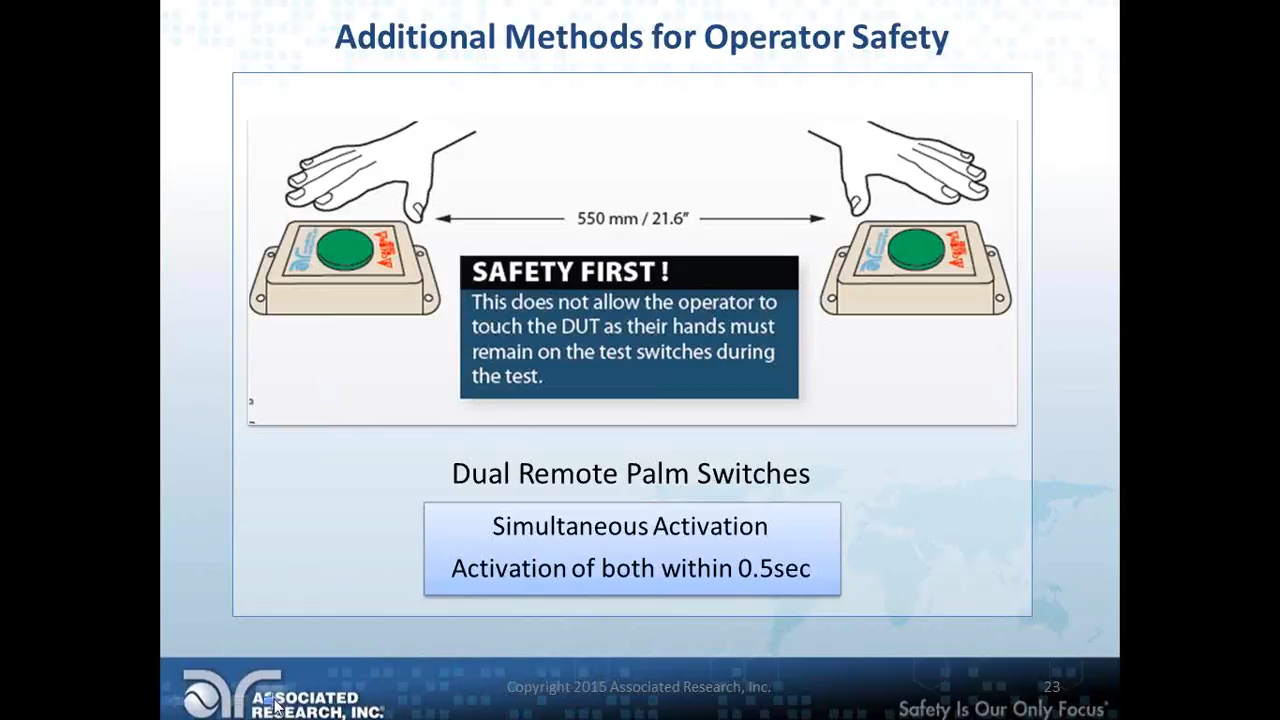 Additional Methods for Operator Safety
550 mm / 21.6”
SAFETY FIRST !
This does not allow the operator to
touch the DUT as their hands must
remain on the test switches during
the test.
Dual Remote Palm Switches
Simultaneous Activation
Activation of both within 0.5sec
Copyright 2015 Associated Research, Inc.
23
ASSOCIATED
RESEARCH, INC.
Safety Is Our Only Focus®